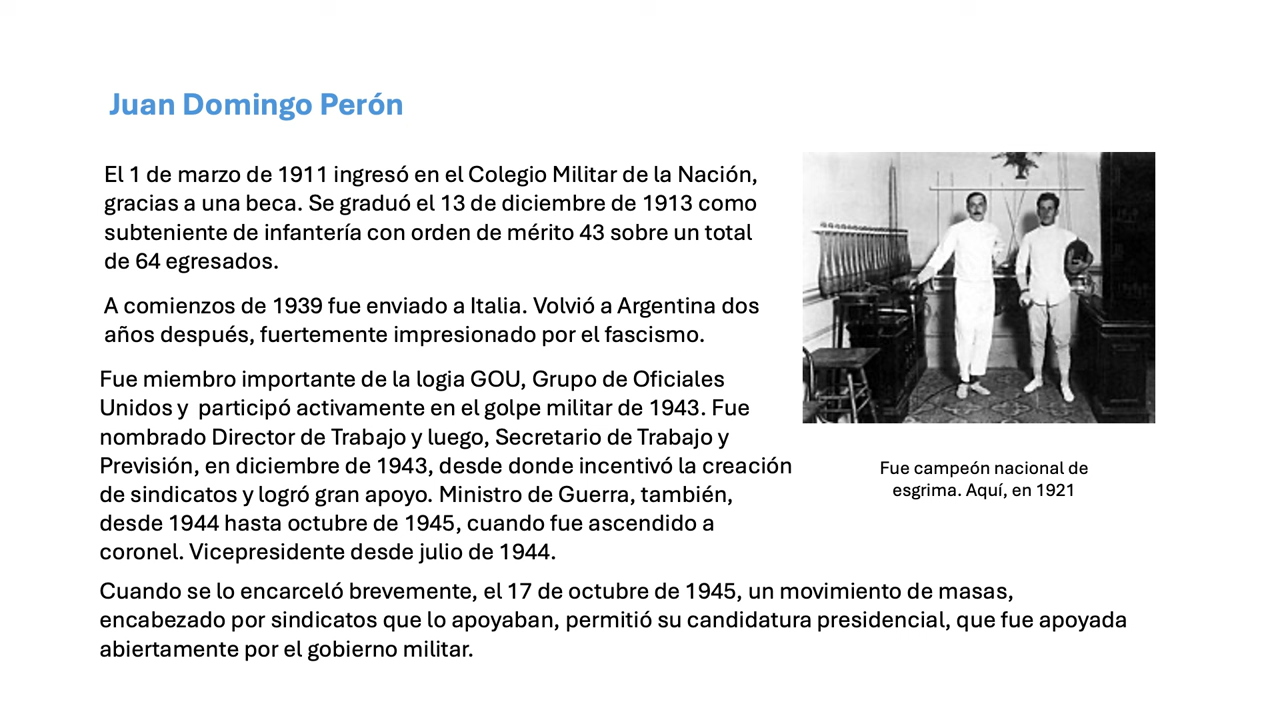 Juan Domingo Perón
El 1 de marzo de 1911 ingresó en el Colegio Militar de la Nación,
gracias a una beca. Se graduó el 13 de diciembre de 1913 como
subteniente de infantería con orden de mérito 43 sobre un total
de 64 egresados.
A comienzos de 1939 fue enviado a Italia. Volvió a Argentina dos
años después, fuertemente impresionado por el fascismo.
Fue miembro importante de la logia GOU, Grupo de Oficiales
Unidos y  participó activamente en el golpe militar de 1943. Fue
nombrado Director de Trabajo y luego, Secretario de Trabajo y
Previsión, en diciembre de 1943, desde donde incentivó la creación
de sindicatos y logró gran apoyo. Ministro de Guerra, también,
desde 1944 hasta octubre de 1945, cuando fue ascendido a
coronel. Vicepresidente desde julio de 1944.
Fue campeón nacional de
esgrima. Aquí, en 1921
Cuando se lo encarceló brevemente, el 17 de octubre de 1945, un movimiento de masas,
encabezado por sindicatos que lo apoyaban, permitió su candidatura presidencial, que fue apoyada
abiertamente por el gobierno militar.